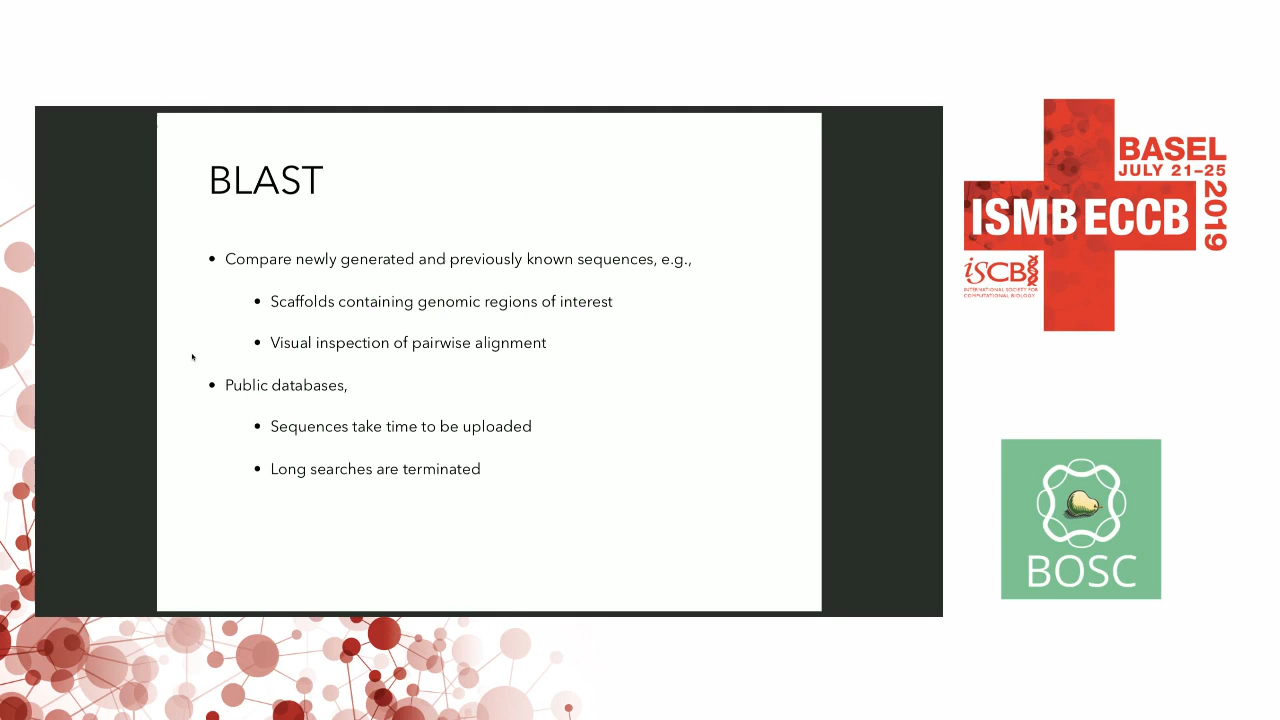 BLAST
• Compare newly generated and previously known sequences, e.g.,
• Scaffolds containing genomic regions of interest
• Visual inspection of pairwise alignment
• Public databases,
• Sequences take time to be uploaded
• Long searches are terminated
BASEL
JULY 21–25
2019
ISMB ECCB
iSCB
INTERNATIONAL SOCIETY FOR
COMPUTATIONAL BIOLOGY
BOSC